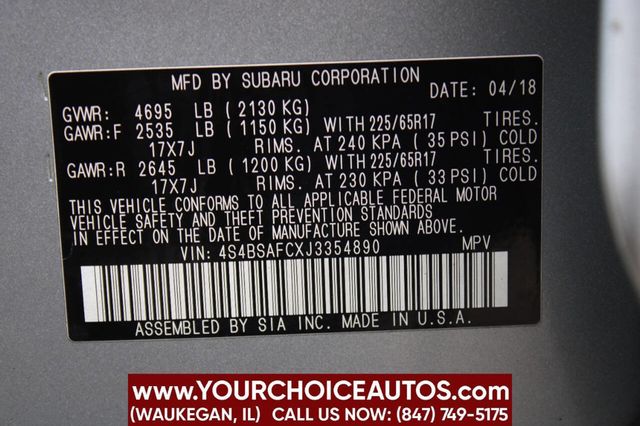 MFD BY SUBARU CORPORATION
DATE: 04/18
GVWR: 4695 LB (2130 KG)
GAWR:F 2535 LB (1150 KG) WITH 225/65R17 TIRES.
17X7J RIMS. AT 240 KPA (35 PSI) COLD
GAWR:R 2645 LB (1200 KG) WITH 225/65R17 TIRES.
17X7J RIMS. AT 230 KPA (33 PSI) COLD
THIS VEHICLE CONFORMS TO ALL APPLICABLE FEDERAL MOTOR
VEHICLE SAFETY AND THEFT PREVENTION STANDARDS
IN EFFECT ON THE DATE OF MANUFACTURE SHOWN ABOVE.
VIN: 4S4BSAFCXJ3354890 MPV
ASSEMBLED BY SIA INC. MADE IN U.S.A.
WWW.YOURCHOICEAUTOS.COM
(WAUKEGAN, IL) CALL US NOW: (847) 749-5175